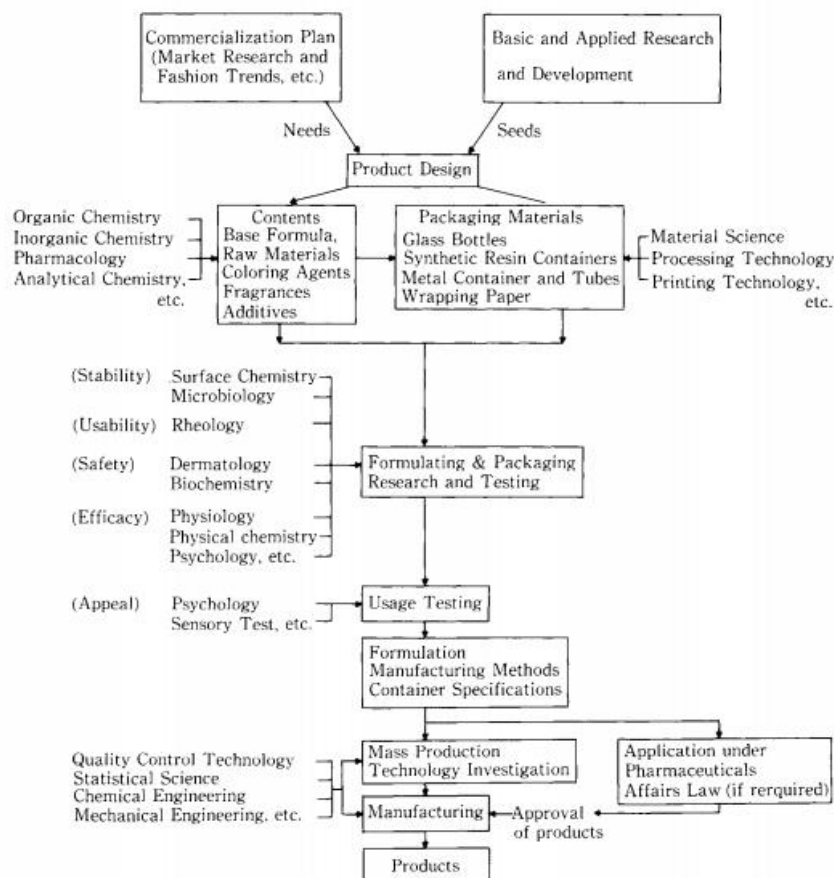 Commercialization Plan
(Market Research and
Fashion Trends, etc.)
Basic and Applied Research
and Development
Needs
Seeds
Product Design
Organic Chemistry
Inorganic Chemistry
Pharmacology
Analytical Chemistry,
etc.
Contents
Base Formula,
Raw Materials
Coloring Agents
Fragrances
Additives
Packaging Materials
Glass Bottles
Synthetic Resin Containers
Metal Container and Tubes
Wrapping Paper
Material Science
Processing Technology
Printing Technology,
etc.
(Stability) Surface Chemistry
Microbiology
(Usability) Rheology
(Safety) Dermatology
Biochemistry
(Efficacy) Physiology
Physical chemistry
Psychology, etc.
Formulating & Packaging
Research and Testing
(Appeal) Psychology
Sensory Test, etc.
Usage Testing
Formulation
Manufacturing Methods
Container Specifications
Quality Control Technology
Statistical Science
Chemical Engineering
Mechanical Engineering, etc.
Mass Production
Technology Investigation
Application under
Pharmaceuticals
Affairs Law (if rerquired)
Manufacturing
Approval
of products
Products